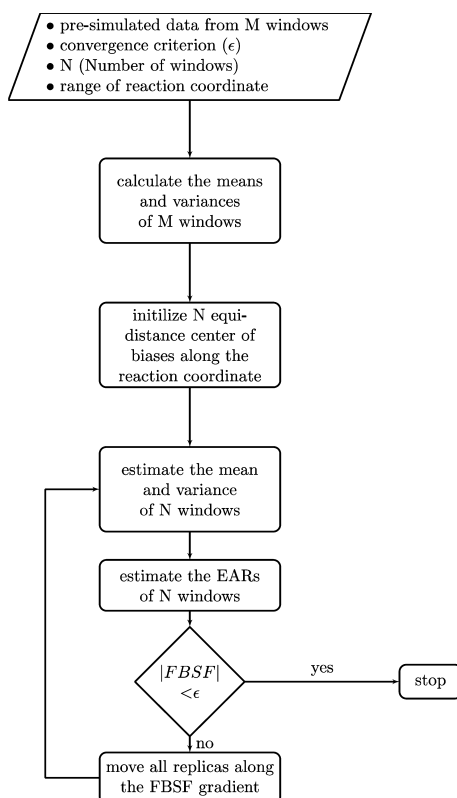 • pre-simulated data from M windows
• convergence criterion (ϵ)
• N (Number of windows)
• range of reaction coordinate
calculate the means
and variances
of M windows
initilize N equi-
distance center of
biases along the
reaction coordinate
estimate the mean
and variance
of N windows
estimate the EARs
of N windows
|FBSF|
<ϵ
yes
stop
no
move all replicas along
the FBSF gradient